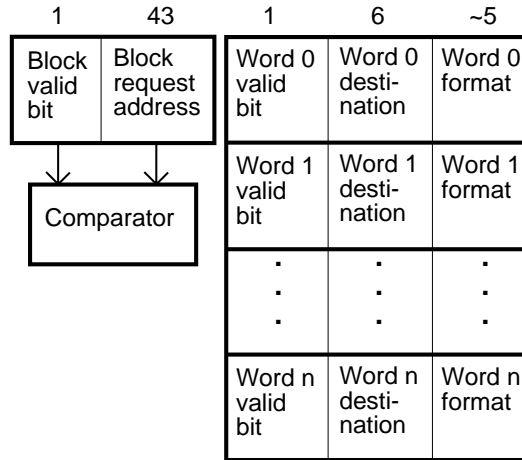 1 43 1 6 ~5
Block
valid
bit
Block
request
address
Comparator
Word 0
valid
bit
Word 0
desti-
nation
Word 0
format
Word 1
valid
bit
Word 1
desti-
nation
Word 1
format
. . .
. . .
. . .
Word n
valid
bit
Word n
desti-
nation
Word n
format